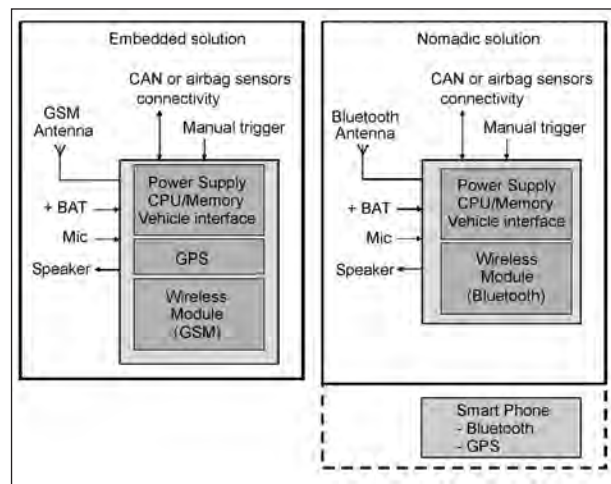 Embedded solution
CAN or airbag sensors
connectivity
GSM
Antenna
Manual trigger
Power Supply
CPU/Memory
Vehicle interface
+ BAT
Mic
GPS
Speaker
Wireless
Module
(GSM)
Nomadic solution
CAN or airbag sensors
connectivity
Bluetooth
Antenna
Manual trigger
Power Supply
CPU/Memory
Vehicle interface
+ BAT
Mic
Speaker
Wireless
Module
(Bluetooth)
Smart Phone
- Bluetooth
- GPS